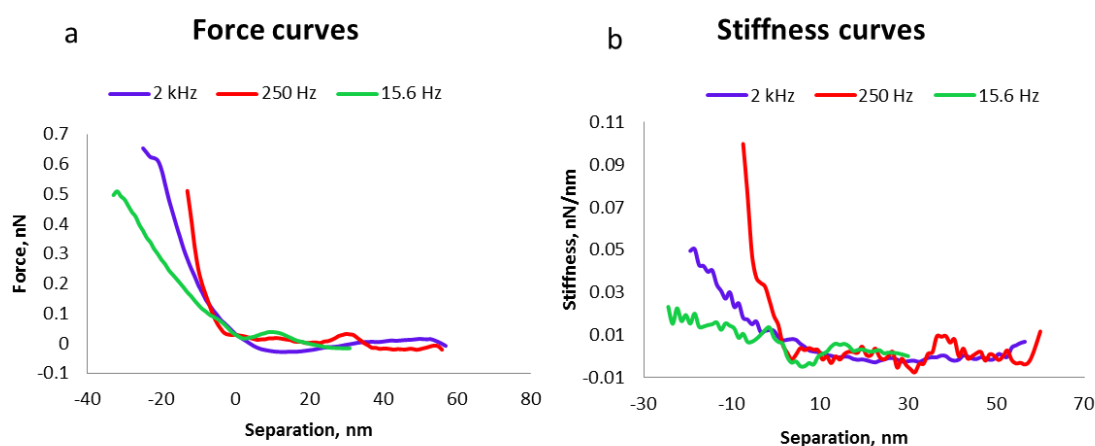 a
Force curves
2 kHz 250 Hz 15.6 Hz
0.7
0.6
0.5
0.4
0.3
0.2
0.1
0
-0.1
Force, nN
-40 -20 0 20 40 60 80
Separation, nm
b
Stiffness curves
2 kHz 250 Hz 15.6 Hz
0.11
0.09
0.07
0.05
0.03
0.01
-0.01
Stiffness, nN/nm
-30 -10 10 30 50 70
Separation, nm